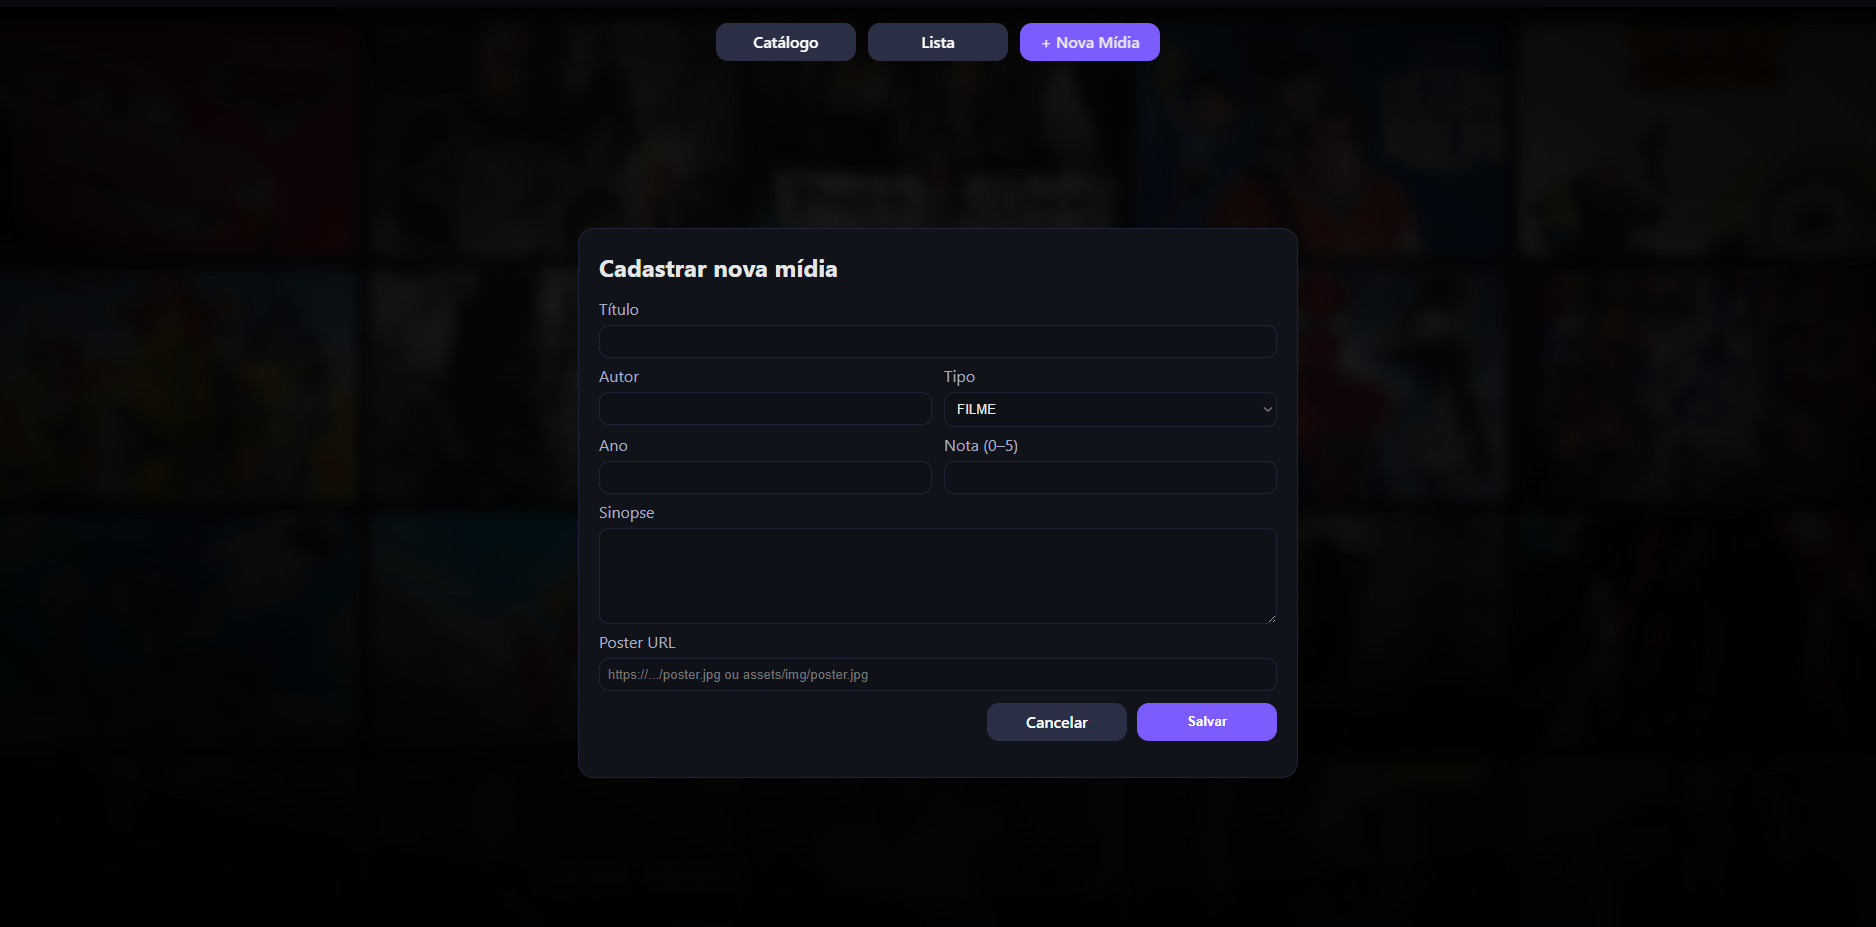 Catálogo
Lista
+ Nova Mídia
Cadastrar nova mídia
Título
Autor
Tipo
FILME
Ano
Nota (0–5)
Sinopse
Poster URL
https://.../poster.jpg ou assets/img/poster.jpg
Cancelar
Salvar